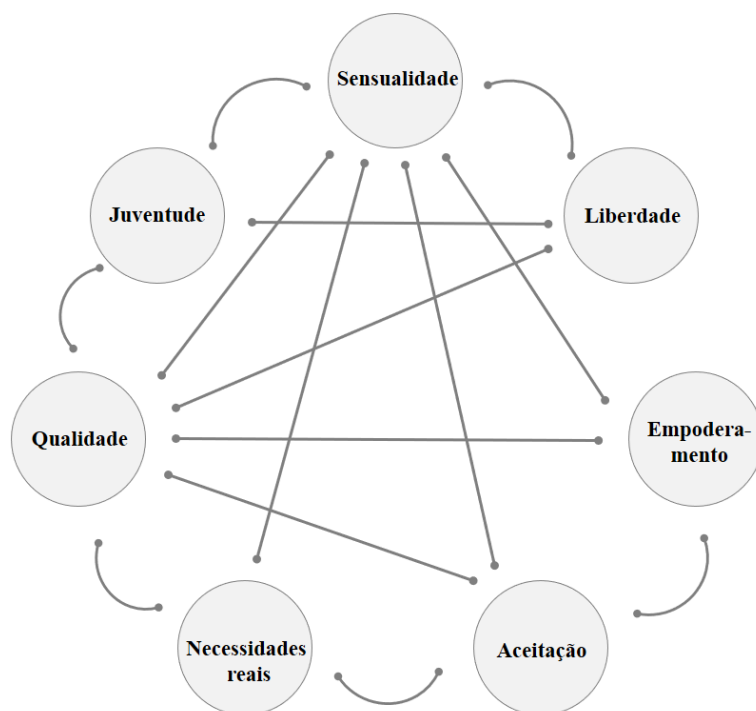 Sensualidade
Juventude
Liberdade
Qualidade
Empodera-
mento
Necessidades
reais
Aceitação